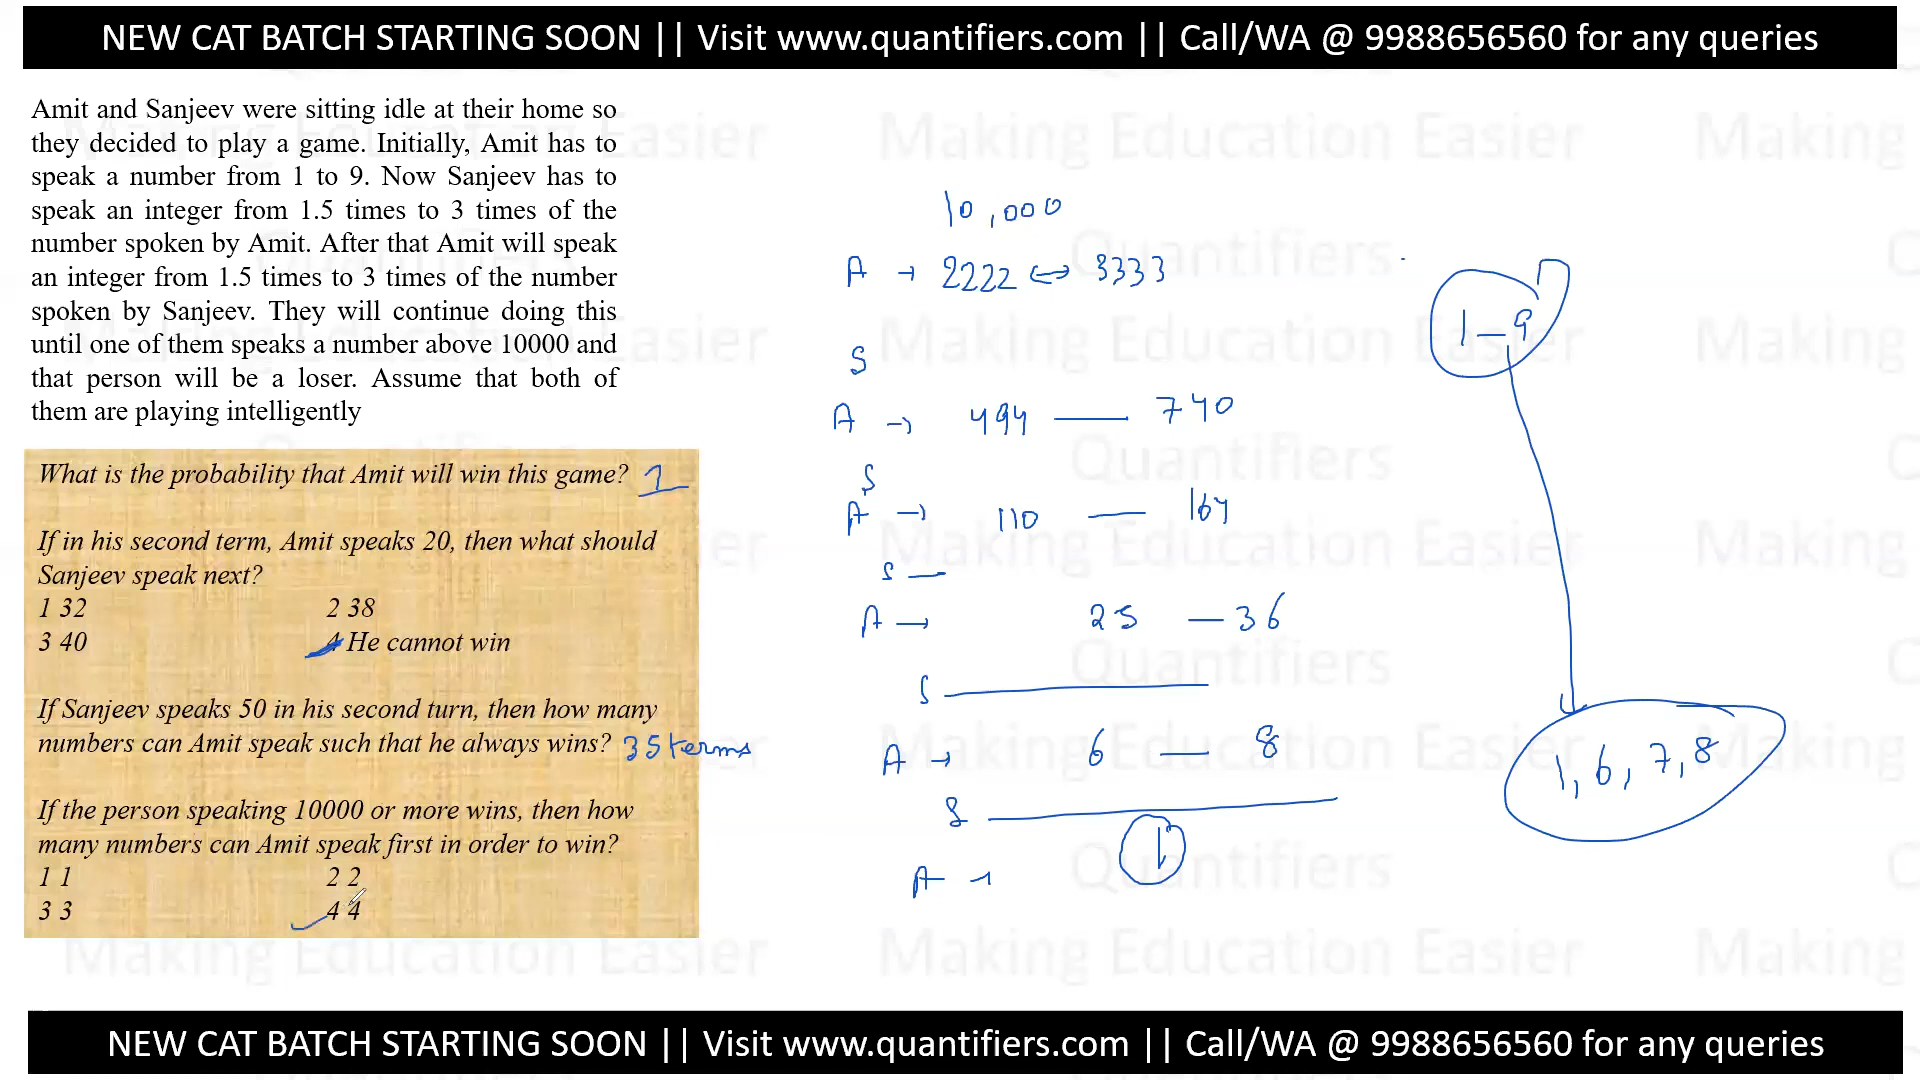 NEW CAT BATCH STARTING SOON || Visit www.quantifiers.com || Call/WA @ 9988656560 for any queries
Amit and Sanjeev were sitting idle at their home so
they decided to play a game. Initially, Amit has to
speak a number from 1 to 9. Now Sanjeev has to
speak an integer from 1.5 times to 3 times of the
number spoken by Amit. After that Amit will speak
an integer from 1.5 times to 3 times of the number
spoken by Sanjeev. They will continue doing this
until one of them speaks a number above 10000 and
that person will be a loser. Assume that both of
them are playing intelligently
What is the probability that Amit will win this game? 1
If in his second term, Amit speaks 20, then what should
Sanjeev speak next?
1 32 2 38
3 40 4 He cannot win
If Sanjeev speaks 50 in his second turn, then how many
numbers can Amit speak such that he always wins? 35 terms
If the person speaking 10000 or more wins, then how
many numbers can Amit speak first in order to win?
1 1 2 2
3 3 4 4
10,000
A → 2222 ↔ 3333
S
A → 494 — 740
S
A → 110 — 164
S —
A → 25 — 36
S
A → 6 — 8
S
1
A →
1 — 9
1, 6, 7, 8
Making Education Easier
Quantifiers
NEW CAT BATCH STARTING SOON || Visit www.quantifiers.com || Call/WA @ 9988656560 for any queries